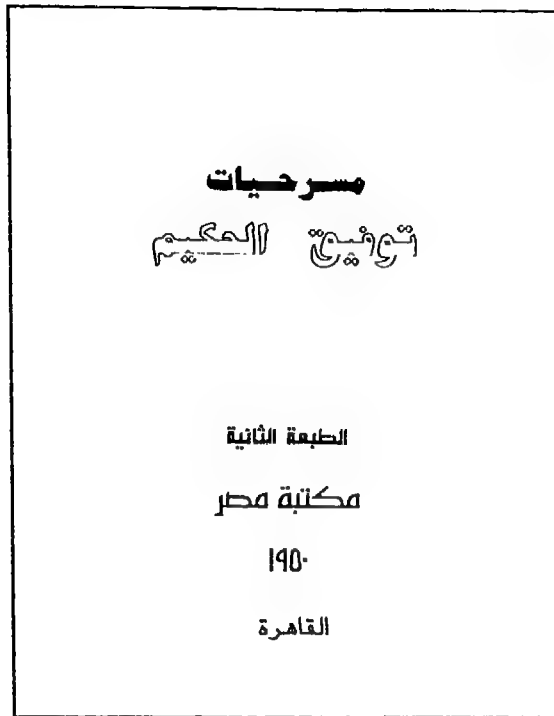 مسرحيات
توفيق الحكيم
الطبعة الثانية
مكتبة مصر
١٩٥٠
القاهرة